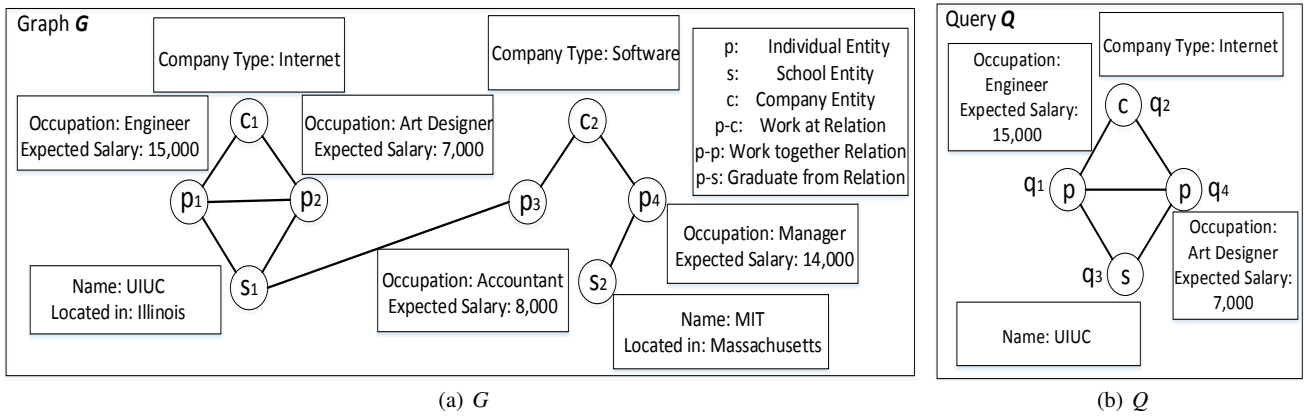 Graph G
Company Type: Internet
Company Type: Software
p: Individual Entity
s: School Entity
c: Company Entity
p-c: Work at Relation
p-p: Work together Relation
p-s: Graduate from Relation
Occupation: Engineer
Expected Salary: 15,000
c1
Occupation: Art Designer
Expected Salary: 7,000
c2
p1
p2
p3
p4
Occupation: Manager
Expected Salary: 14,000
Name: UIUC
Located in: Illinois
s1
Occupation: Accountant
Expected Salary: 8,000
s2
Name: MIT
Located in: Massachusetts
(a) G
Query Q
Occupation:
Engineer
Expected Salary:
15,000
Company Type: Internet
c q2
q1 p
p q4
Occupation:
Art Designer
Expected Salary:
7,000
q3 s
Name: UIUC
(b) Q